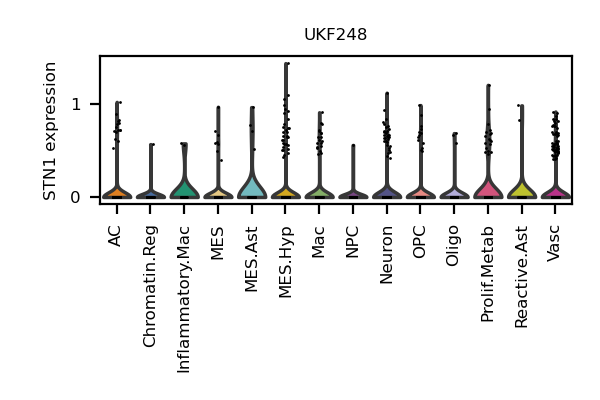 UKF248
STN1 expression
1
0
AC
Chromatin.Reg
Inflammatory.Mac
MES
MES.Ast
MES.Hyp
Mac
NPC
Neuron
OPC
Oligo
Prolif.Metab
Reactive.Ast
Vasc